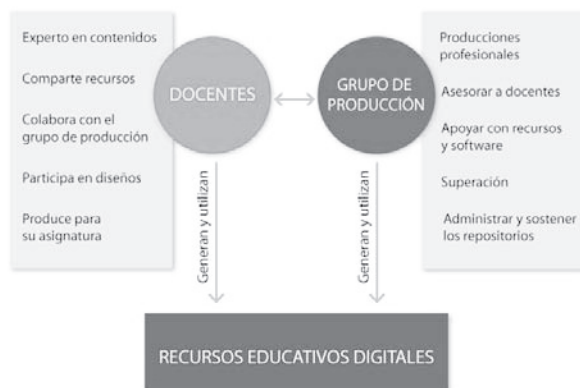 Experto en contenidos
Comparte recursos
Colabora con el
grupo de producción
Participa en diseños
Produce para
su asignatura
DOCENTES
GRUPO DE
PRODUCCIÓN
Producciones
profesionales
Asesorar a docentes
Apoyar con recursos
y software
Superación
Administrar y sostener
los repositorios
Generan y utilizan
Generan y utilizan
RECURSOS EDUCATIVOS DIGITALES